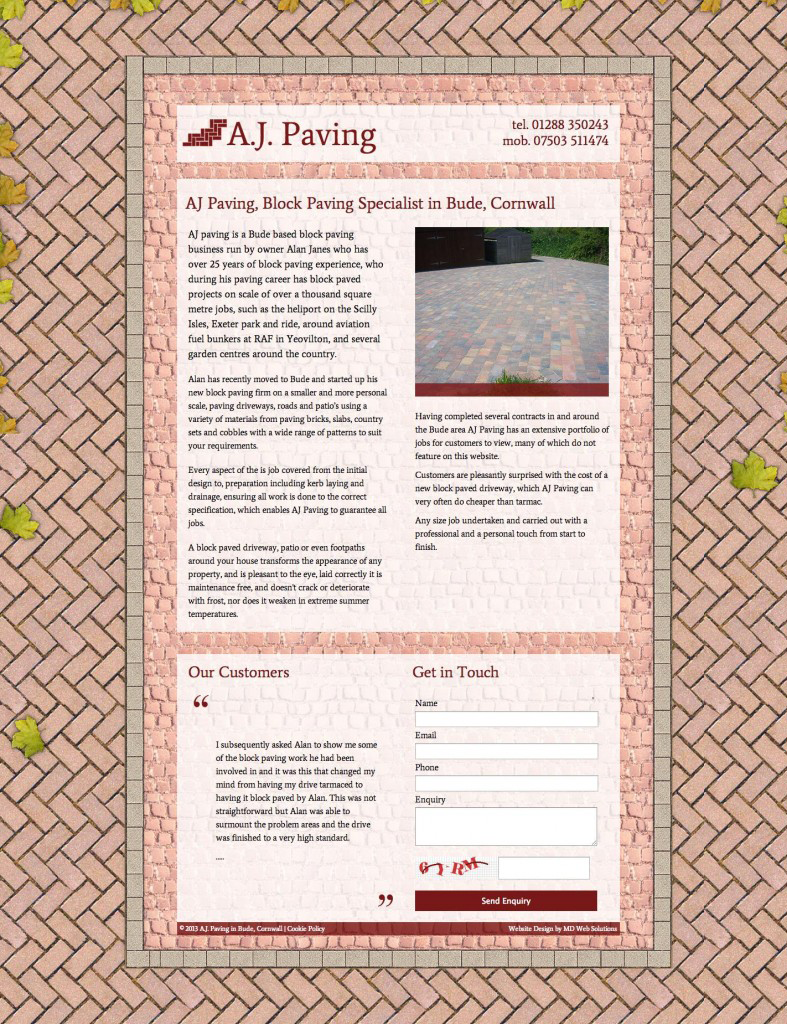 A.J. Paving
tel. 01288 350243
mob. 07503 511474
AJ Paving, Block Paving Specialist in Bude, Cornwall
AJ paving is a Bude based block paving
business run by owner Alan Janes who has
over 25 years of block paving experience, who
during his paving career has block paved
projects on scale of over a thousand square
metre jobs, such as the heliport on the Scilly
Isles, Exeter park and ride, around aviation
fuel bunkers at RAF in Yeovilton, and several
garden centres around the country.
Alan has recently moved to Bude and started up his
new block paving firm on a smaller and more personal
scale, paving driveways, roads and patio's using a
variety of materials from paving bricks, slabs, country
sets and cobbles with a wide range of patterns to suit
your requirements.
Every aspect of the is job covered from the initial
design to, preparation including kerb laying and
drainage, ensuring all work is done to the correct
specification, which enables AJ Paving to guarantee all
jobs.
A block paved driveway, patio or even footpaths
around your house transforms the appearance of any
property, and is pleasant to the eye, laid correctly it is
maintenance free, and doesn't crack or deteriorate
with frost, nor does it weaken in extreme summer
temperatures.
Having completed several contracts in and around
the Bude area AJ Paving has an extensive portfolio of
jobs for customers to view, many of which do not
feature on this website.
Customers are pleasantly surprised with the cost of a
new block paved driveway, which AJ Paving can
very often do cheaper than tarmac.
Any size job undertaken and carried out with a
professional and a personal touch from start to
finish.
Our Customers
“
I subsequently asked Alan to show me some
of the block paving work he had been
involved in and it was this that changed my
mind from having my drive tarmaced to
having it block paved by Alan. This was not
straightforward but Alan was able to
surmount the problem areas and the drive
was finished to a very high standard.
.....
”
Get in Touch
Name
Email
Phone
Enquiry
6TRM
Send Enquiry
© 2013 A.J. Paving in Bude, Cornwall | Cookie Policy
Website Design by MD Web Solutions